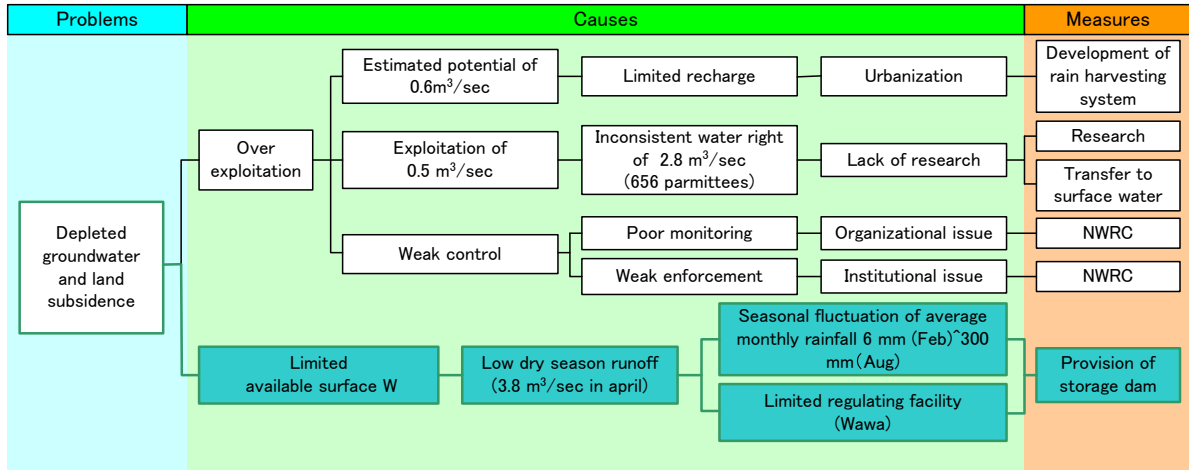 Problems
Causes
Measures
Depleted
groundwater
and land
subsidence
Over
exploitation
Estimated potential of
0.6m³/sec
Limited recharge
Urbanization
Development of
rain harvesting
system
Exploitation of
0.5 m³/sec
Inconsistent water right
of 2.8 m³/sec
(656 parmittees)
Lack of research
Research
Transfer to
surface water
Weak control
Poor monitoring
Organizational issue
NWRC
Weak enforcement
Institutional issue
NWRC
Limited
available surface W
Low dry season runoff
(3.8 m³/sec in april)
Seasonal fluctuation of average
monthly rainfall 6 mm (Feb)^300
mm(Aug)
Limited regulating facility
(Wawa)
Provision of
storage dam